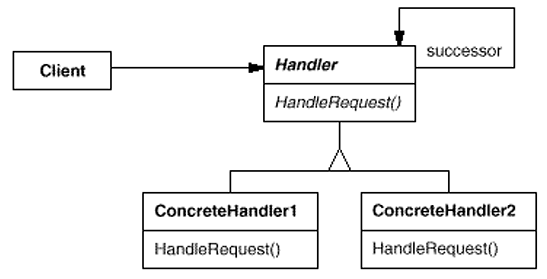 Client
Handler
successor
HandleRequest()
ConcreteHandler1
ConcreteHandler2
HandleRequest()
HandleRequest()